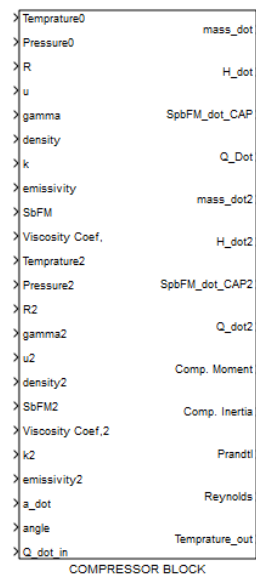 Temprature0
Pressure0
R
u
gamma
density
k
emissivity
SbFM
Viscosity Coef,
Temprature2
Pressure2
R2
gamma2
u2
density2
SbFM2
Viscosity Coef,2
k2
emissivity2
a_dot
angle
Q_dot_in
mass_dot
H_dot
SpbFM_dot_CAP
Q_Dot
mass_dot2
H_dot2
SpbFM_dot_CAP2
Q_dot2
Comp. Moment
Comp. Inertia
Prandtl
Reynolds
Temprature_out
COMPRESSOR BLOCK